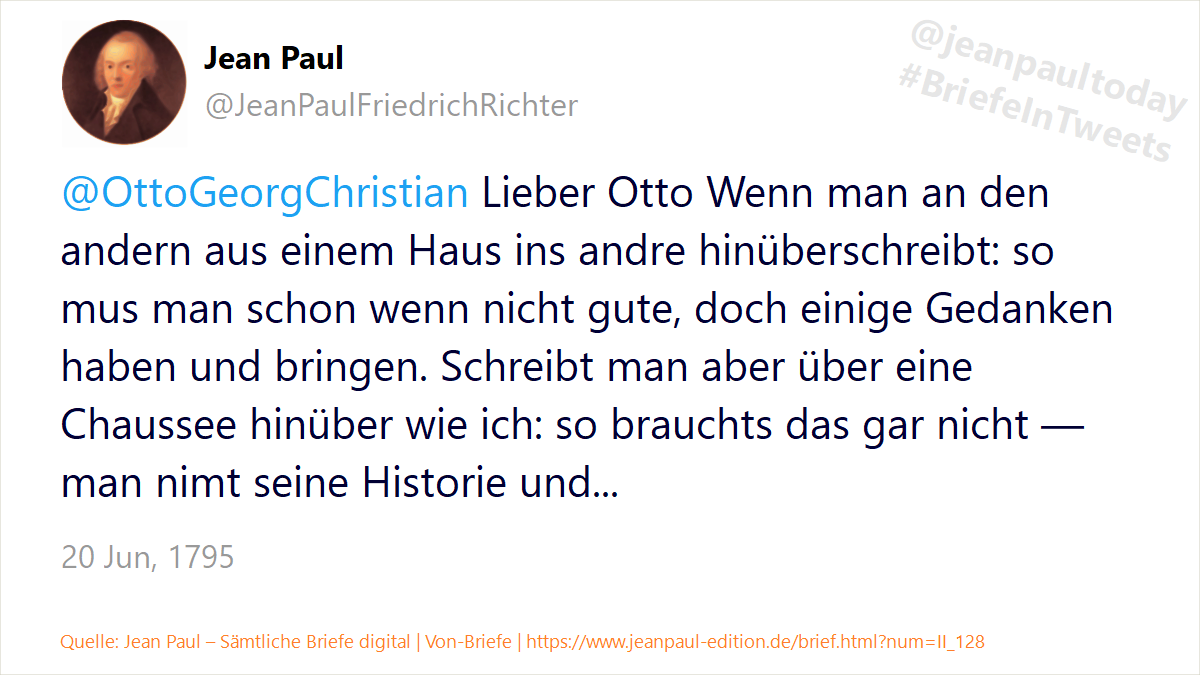 Jean Paul
@JeanPaulFriedrichRichter
@jeanpaultoday
#BriefeInTweets
@OttoGeorgChristian Lieber Otto Wenn man an den
andern aus einem Haus ins andre hinüberschreibt: so
mus man schon wenn nicht gute, doch einige Gedanken
haben und bringen. Schreibt man aber über eine
Chaussee hinüber wie ich: so brauchts das gar nicht —
man nimt seine Historie und...
20 Jun, 1795
Quelle: Jean Paul – Sämtliche Briefe digital | Von-Briefe | https://www.jeanpaul-edition.de/brief.html?num=II_128